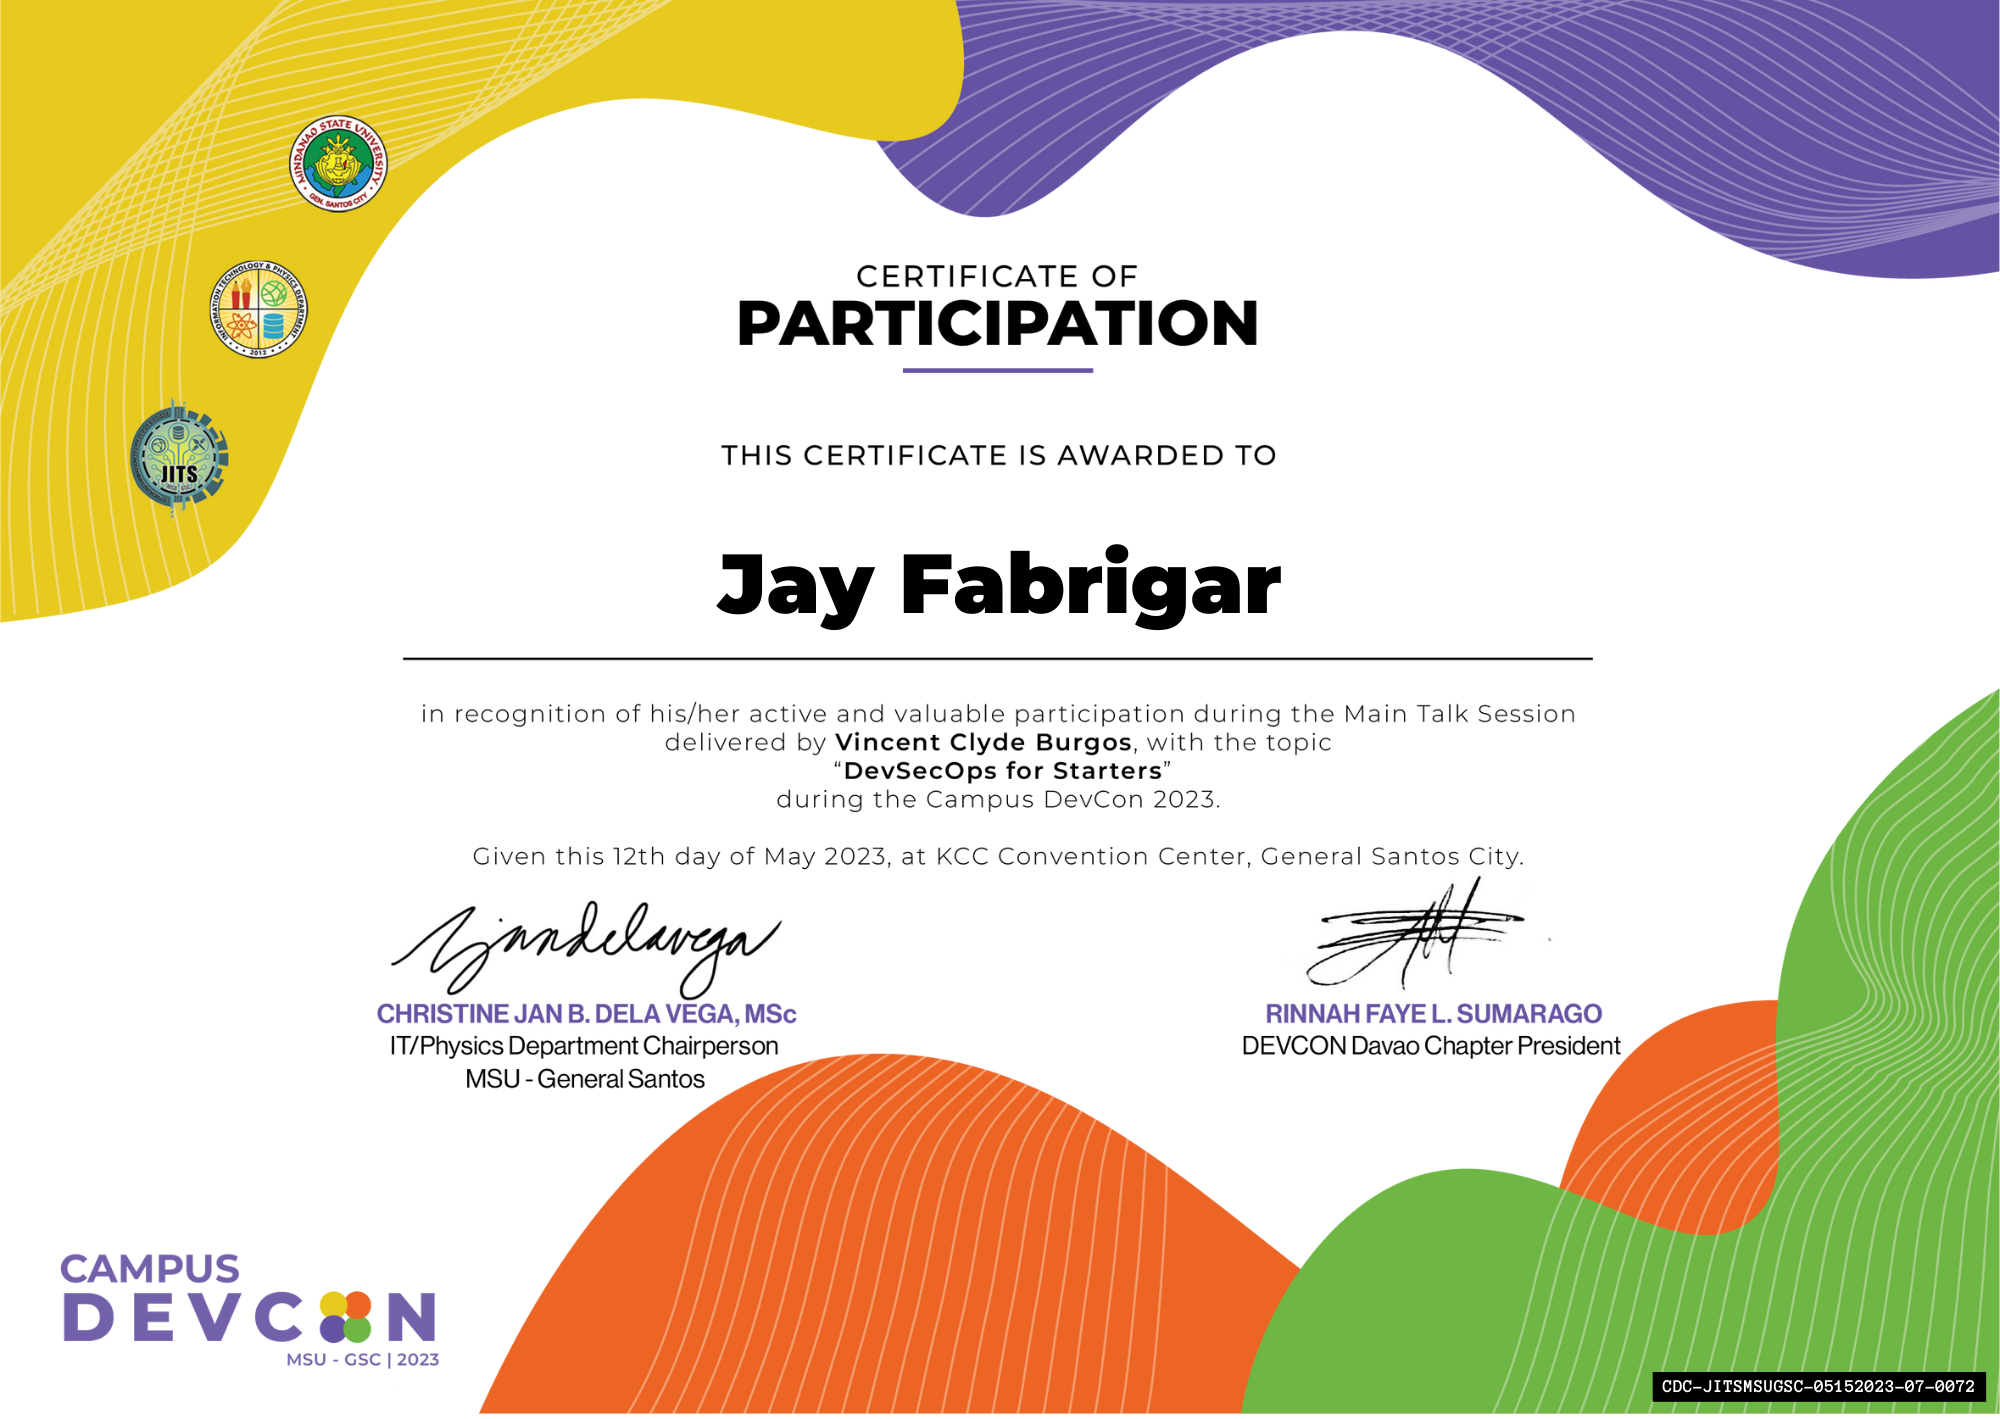 MINDANAO STATE UNIVERSITY
GEN. SANTOS CITY
INFORMATION TECHNOLOGY & PHYSICS DEPARTMENT
2012
JITS
CERTIFICATE OF
PARTICIPATION
THIS CERTIFICATE IS AWARDED TO
Jay Fabrigar
in recognition of his/her active and valuable participation during the Main Talk Session
delivered by Vincent Clyde Burgos, with the topic
“DevSecOps for Starters”
during the Campus DevCon 2023.
Given this 12th day of May 2023, at KCC Convention Center, General Santos City.
CHRISTINE JAN B. DELA VEGA, MSc
IT/Physics Department Chairperson
MSU - General Santos
RINNAH FAYE L. SUMARAGO
DEVCON Davao Chapter President
CAMPUS
DEVCON
MSU - GSC | 2023
CDC-JITSMSUGSC-05152023-07-0072